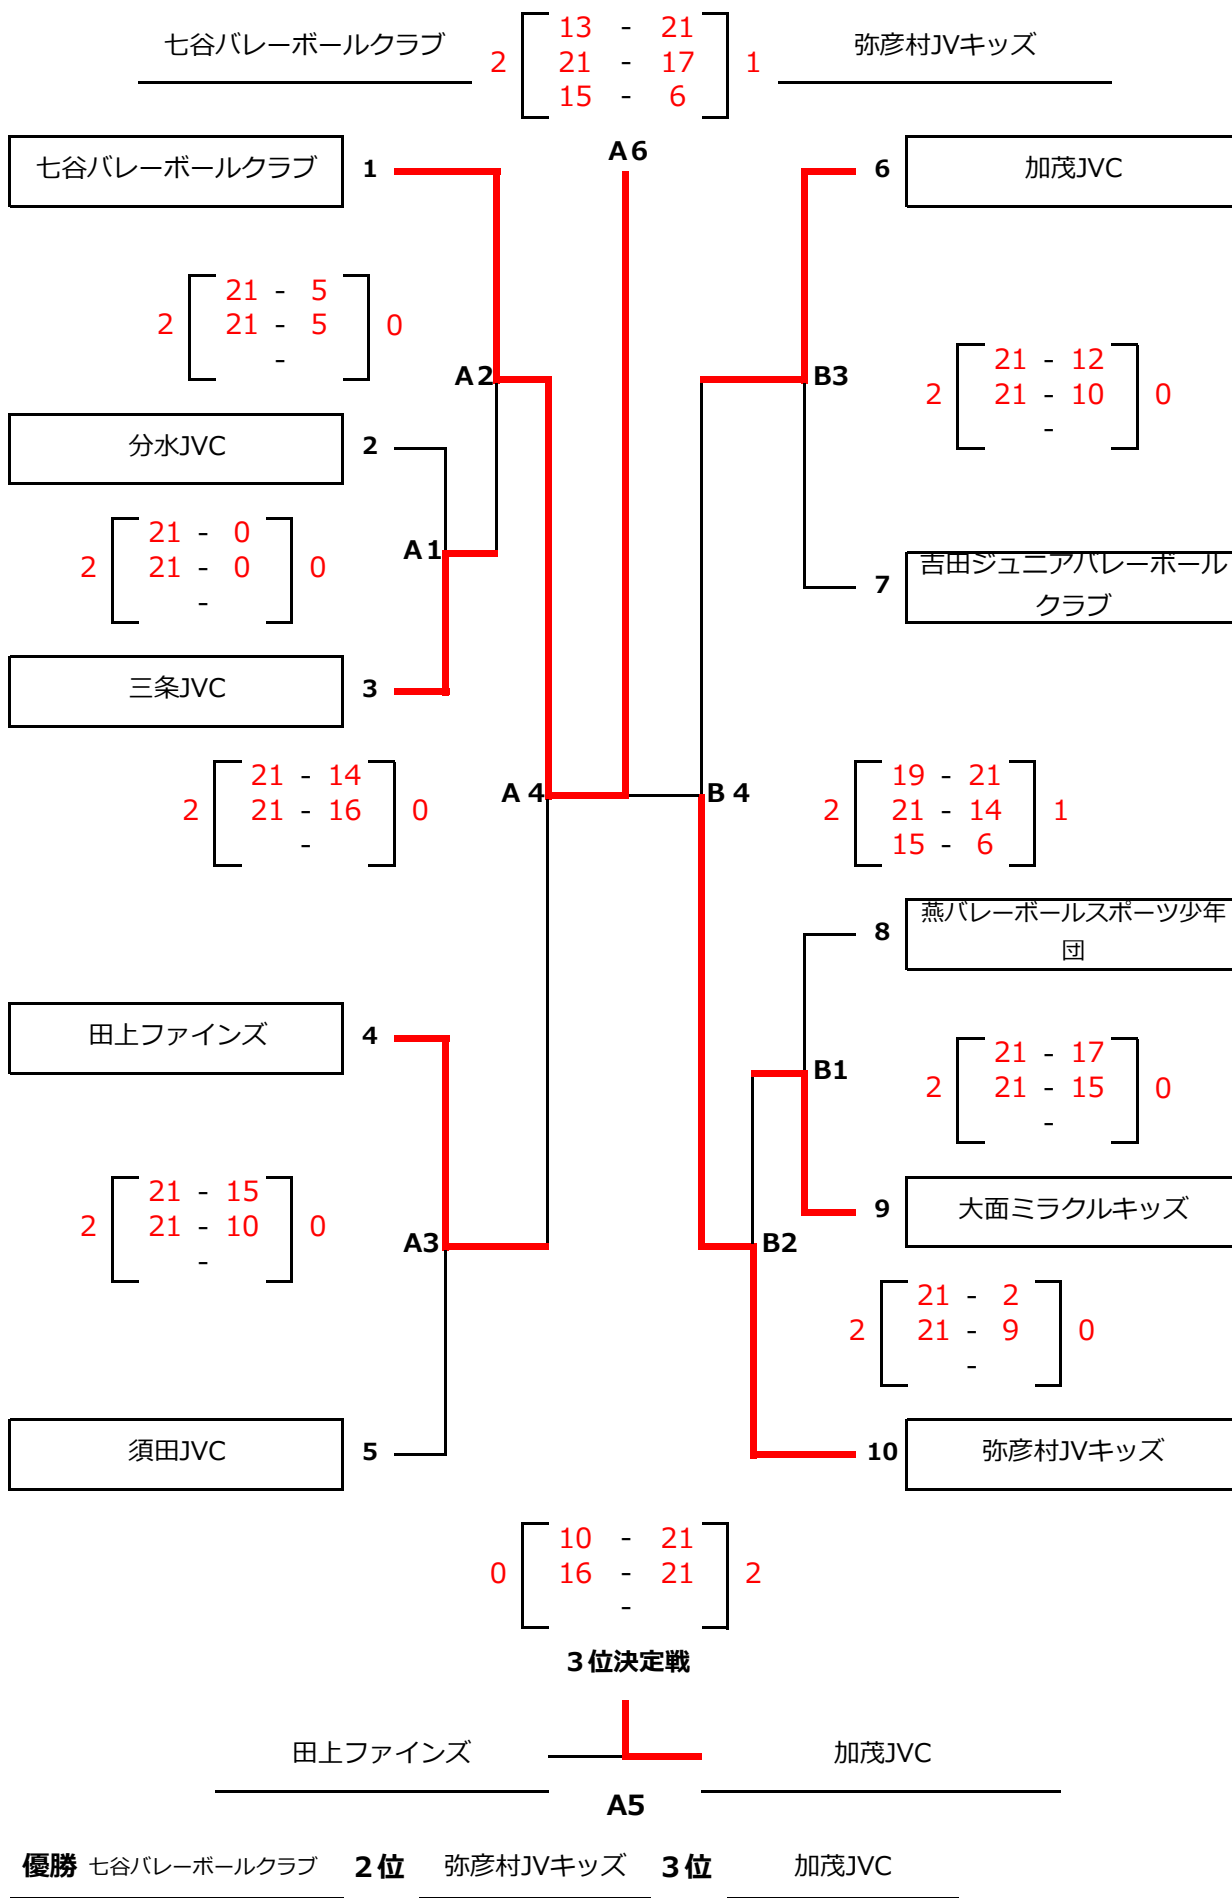 七谷バレーボールクラブ 2 13 - 21 1 弥彦村JVキッズ
21 - 17
15 - 6
A6
七谷バレーボールクラブ 1
6 加茂JVC
21 - 5
2 21 - 5 0
-
A2
B3
21 - 12
2 21 - 10 0
-
分水JVC 2
21 - 0
2 21 - 0 0
-
A1
7 吉田ジュニアバレーボール
クラブ
三条JVC 3
21 - 14
2 21 - 16 0
-
A 4
B 4
19 - 21
2 21 - 14 1
15 - 6
8 燕バレーボールスポーツ少年
団
田上ファインズ 4
B1
21 - 17
2 21 - 15 0
-
21 - 15
2 21 - 10 0
-
A3
9 大面ミラクルキッズ
B2
21 - 2
2 21 - 9 0
-
須田JVC 5
10 弥彦村JVキッズ
10 - 21
0 16 - 21 2
-
３位決定戦
田上ファインズ 加茂JVC
A5
優勝 七谷バレーボールクラブ ２位 弥彦村JVキッズ ３位 加茂JVC